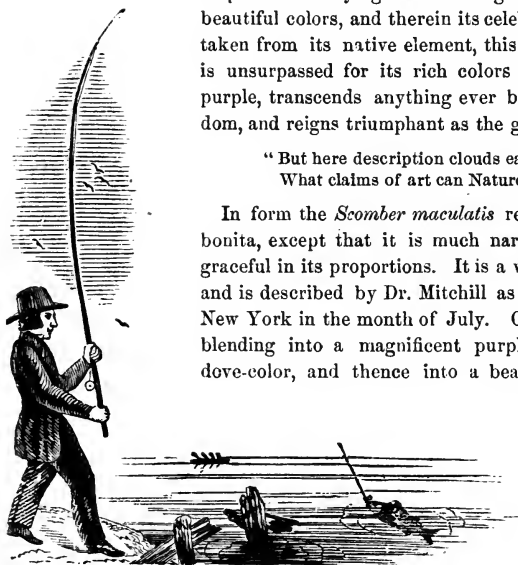 beautiful colors, and therein its celeb
taken from its native element, this
is unsurpassed for its rich colors
purple, transcends anything ever b
dom, and reigns triumphant as the g
“ But here description clouds ea
What claims of art can Nature
In form the Scomber maculatis re
bonita, except that it is much nar
graceful in its proportions. It is a v
and is described by Dr. Mitchill as
New York in the month of July. O
blending into a magnificent purpl
dove-color, and thence into a bea